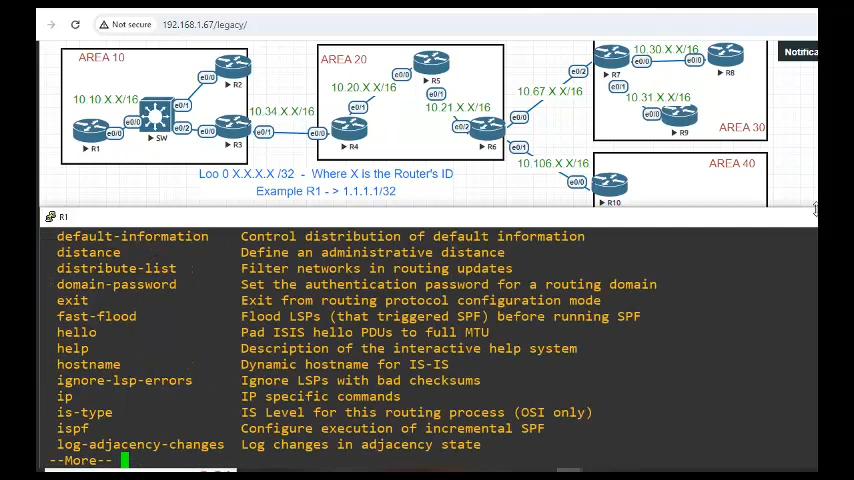 Not secure 192.168.1.67/legacy/
Notifica
AREA 10
AREA 20
AREA 30
AREA 40
10.10 X X/16
10.34.X X/16
10.20.X X/16
10.21.X X/16
10.67 X.X/16
10.30.X X/16
10.31 X.X/16
10.106.X X/16
R1
e0/0
e0/0
SW
e0/1
e0/2
e0/0
R2
e0/0
R3
e0/1
e0/0
R4
e0/1
e0/0
R5
e0/1
e0/2
R6
e0/0
e0/1
e0/2
R7
e0/0
e0/0
R8
e0/1
e0/0
R9
e0/0
R10
Loo 0 X.X.X.X /32 - Where X is the Router's ID
Example R1 - > 1.1.1.1/32
R1
default-information Control distribution of default information
distance Define an administrative distance
distribute-list Filter networks in routing updates
domain-password Set the authentication password for a routing domain
exit Exit from routing protocol configuration mode
fast-flood Flood LSPs (that triggered SPF) before running SPF
hello Pad ISIS hello PDUs to full MTU
help Description of the interactive help system
hostname Dynamic hostname for IS-IS
ignore-lsp-errors Ignore LSPs with bad checksums
ip IP specific commands
is-type IS Level for this routing process (OSI only)
ispf Configure execution of incremental SPF
log-adjacency-changes Log changes in adjacency state
--More--